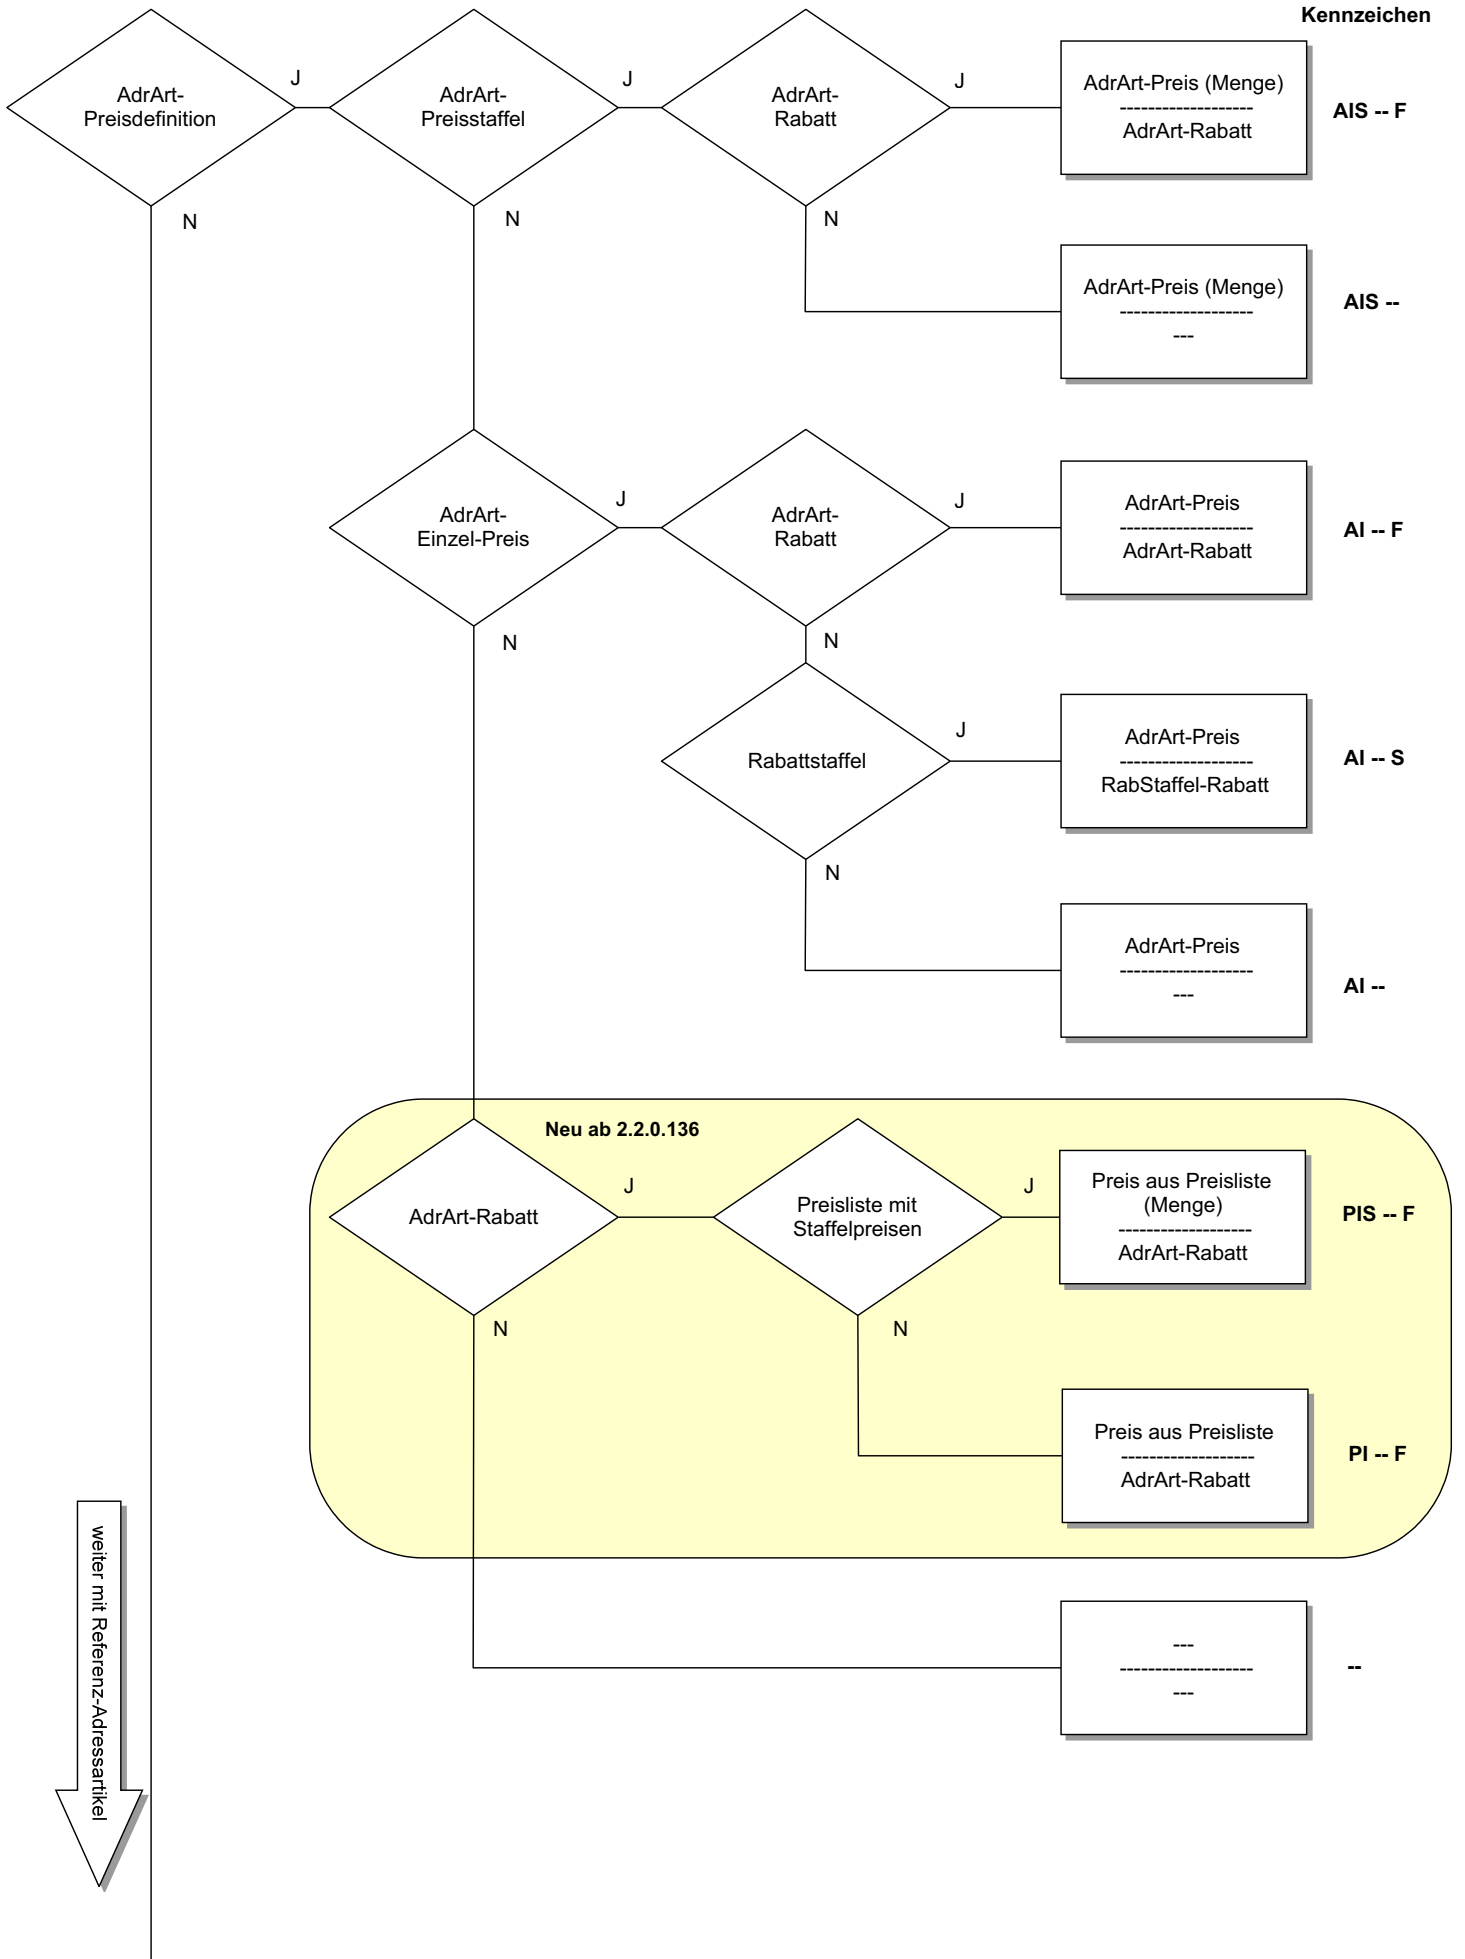 Kennzeichen
AdrArt-
Preisdefinition
J
AdrArt-
Preisstaffel
J
AdrArt-
Rabatt
J
AdrArt-Preis (Menge)
-------------------
AdrArt-Rabatt
AIS -- F
N
N
N
AdrArt-Preis (Menge)
-------------------
---
AIS --
AdrArt-
Einzel-Preis
J
AdrArt-
Rabatt
J
AdrArt-Preis
-------------------
AdrArt-Rabatt
AI -- F
N
N
Rabattstaffel
J
AdrArt-Preis
-------------------
RabStaffel-Rabatt
AI -- S
N
AdrArt-Preis
-------------------
---
AI --
Neu ab 2.2.0.136
AdrArt-Rabatt
J
Preisliste mit
Staffelpreisen
J
Preis aus Preisliste
(Menge)
-------------------
AdrArt-Rabatt
PIS -- F
N
N
Preis aus Preisliste
-------------------
AdrArt-Rabatt
PI -- F
weiter mit Referenz-Adressartikel
---
-------------------
---
--